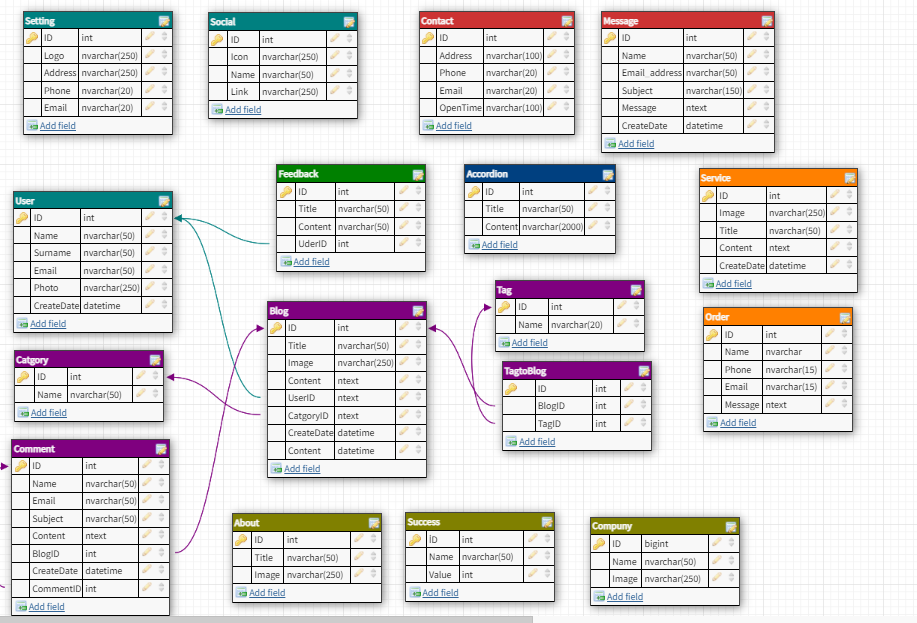 Setting
ID int
Logo nvarchar(250)
Address nvarchar(250)
Phone nvarchar(20)
Email nvarchar(20)
Add field
Social
ID int
Icon nvarchar(250)
Name nvarchar(50)
Link nvarchar(250)
Add field
Contact
ID int
Address nvarchar(100)
Phone nvarchar(20)
Email nvarchar(20)
OpenTime nvarchar(100)
Add field
Message
ID int
Name nvarchar(50)
Email_address nvarchar(50)
Subject nvarchar(150)
Message ntext
CreateDate datetime
Add field
User
ID int
Name nvarchar(50)
Surname nvarchar(50)
Email nvarchar(50)
Photo nvarchar(250)
CreateDate datetime
Add field
Feedback
ID int
Title nvarchar(50)
Content nvarchar(50)
UderID int
Add field
Accordion
ID int
Title nvarchar(50)
Content nvarchar(2000)
Add field
Service
ID int
Image nvarchar(250)
Title nvarchar(50)
Content ntext
CreateDate datetime
Add field
Catgory
ID int
Name nvarchar(50)
Add field
Blog
ID int
Title nvarchar(50)
Image nvarchar(250)
Content ntext
UserID ntext
CatgoryID ntext
CreateDate datetime
Content datetime
Add field
Tag
ID int
Name nvarchar(20)
Add field
TagtoBlog
ID int
BlogID int
TagID int
Add field
Order
ID int
Name nvarchar
Phone nvarchar(15)
Email nvarchar(15)
Message ntext
Add field
Comment
ID int
Name nvarchar(50)
Email nvarchar(50)
Subject nvarchar(50)
Content ntext
BlogID int
CreateDate datetime
CommentID int
Add field
About
ID int
Title nvarchar(50)
Image nvarchar(250)
Add field
Success
İD int
Name nvarchar(50)
Value int
Add field
Compuny
ID bigint
Name nvarchar(50)
Image nvarchar(250)
Add field